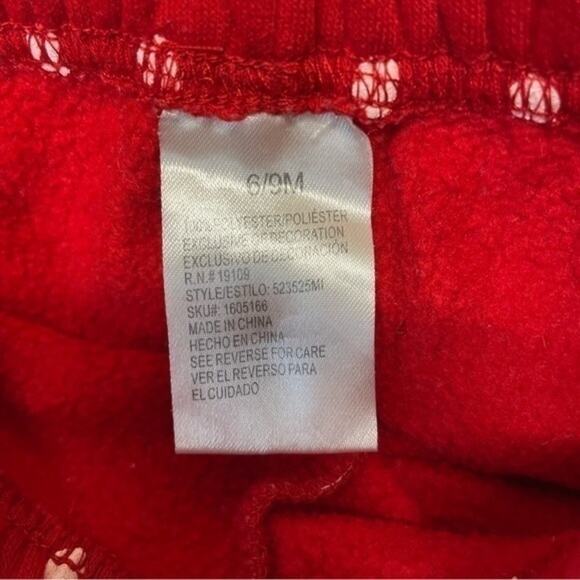 6/9M
100% POLYESTER/POLIÉSTER
EXCLUSIVE OF DECORATION
EXCLUSIVO DE DECORACIÓN
R.N.# 19109
STYLE/ESTILO: 523525MI
SKU#: 1605166
MADE IN CHINA
HECHO EN CHINA
SEE REVERSE FOR CARE
VER EL REVERSO PARA
EL CUIDADO